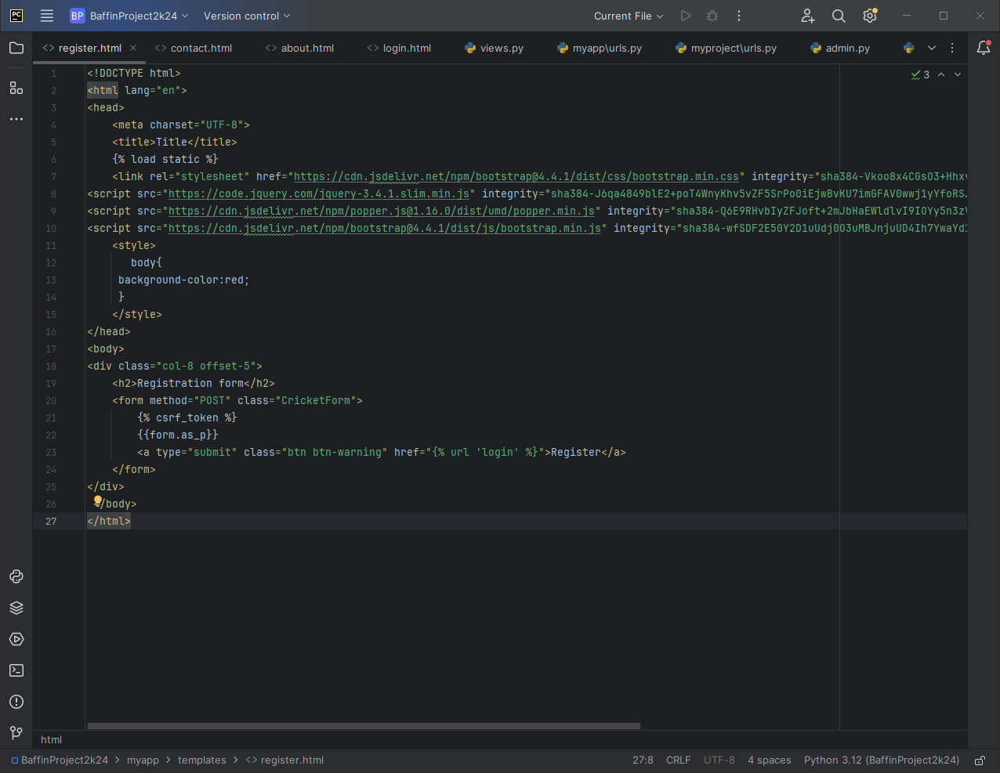 PC BP BaffinProject2k24 Version control Current File
register.html contact.html about.html login.html views.py myapp\urls.py myproject\urls.py admin.py
3
1 <!DOCTYPE html>
2 <html lang="en">
3 <head>
4 <meta charset="UTF-8">
5 <title>Title</title>
6 {% load static %}
7 <link rel="stylesheet" href="https://cdn.jsdelivr.net/npm/bootstrap@4.4.1/dist/css/bootstrap.min.css" integrity="sha384-Vkoo8x4CGsO3+Hhxv
8 <script src="https://code.jquery.com/jquery-3.4.1.slim.min.js" integrity="sha384-J6qa4849blE2+poT4WnyKhv5vZF5SrPo0iEjwBvKU7imGFAV0wwj1yYfoRSJ
9 <script src="https://cdn.jsdelivr.net/npm/popper.js@1.16.0/dist/umd/popper.min.js" integrity="sha384-Q6E9RHvbIyZFJoft+2mJbHaEWldlvI9IOYy5n3zV
10 <script src="https://cdn.jsdelivr.net/npm/bootstrap@4.4.1/dist/js/bootstrap.min.js" integrity="sha384-wfSDF2E50Y2D1uUdj0O3uMBJnjuUD4Ih7YwaYd1
11 <style>
12 body{
13 background-color:red;
14 }
15 </style>
16 </head>
17 <body>
18 <div class="col-8 offset-5">
19 <h2>Registration form</h2>
20 <form method="POST" class="CricketForm">
21 {% csrf_token %}
22 {{form.as_p}}
23 <a type="submit" class="btn btn-warning" href="{% url 'login' %}">Register</a>
24 </form>
25 </div>
26 /body>
27 </html>
html
BaffinProject2k24 > myapp > templates > <> register.html 27:8 CRLF UTF-8 4 spaces Python 3.12 (BaffinProject2k24)